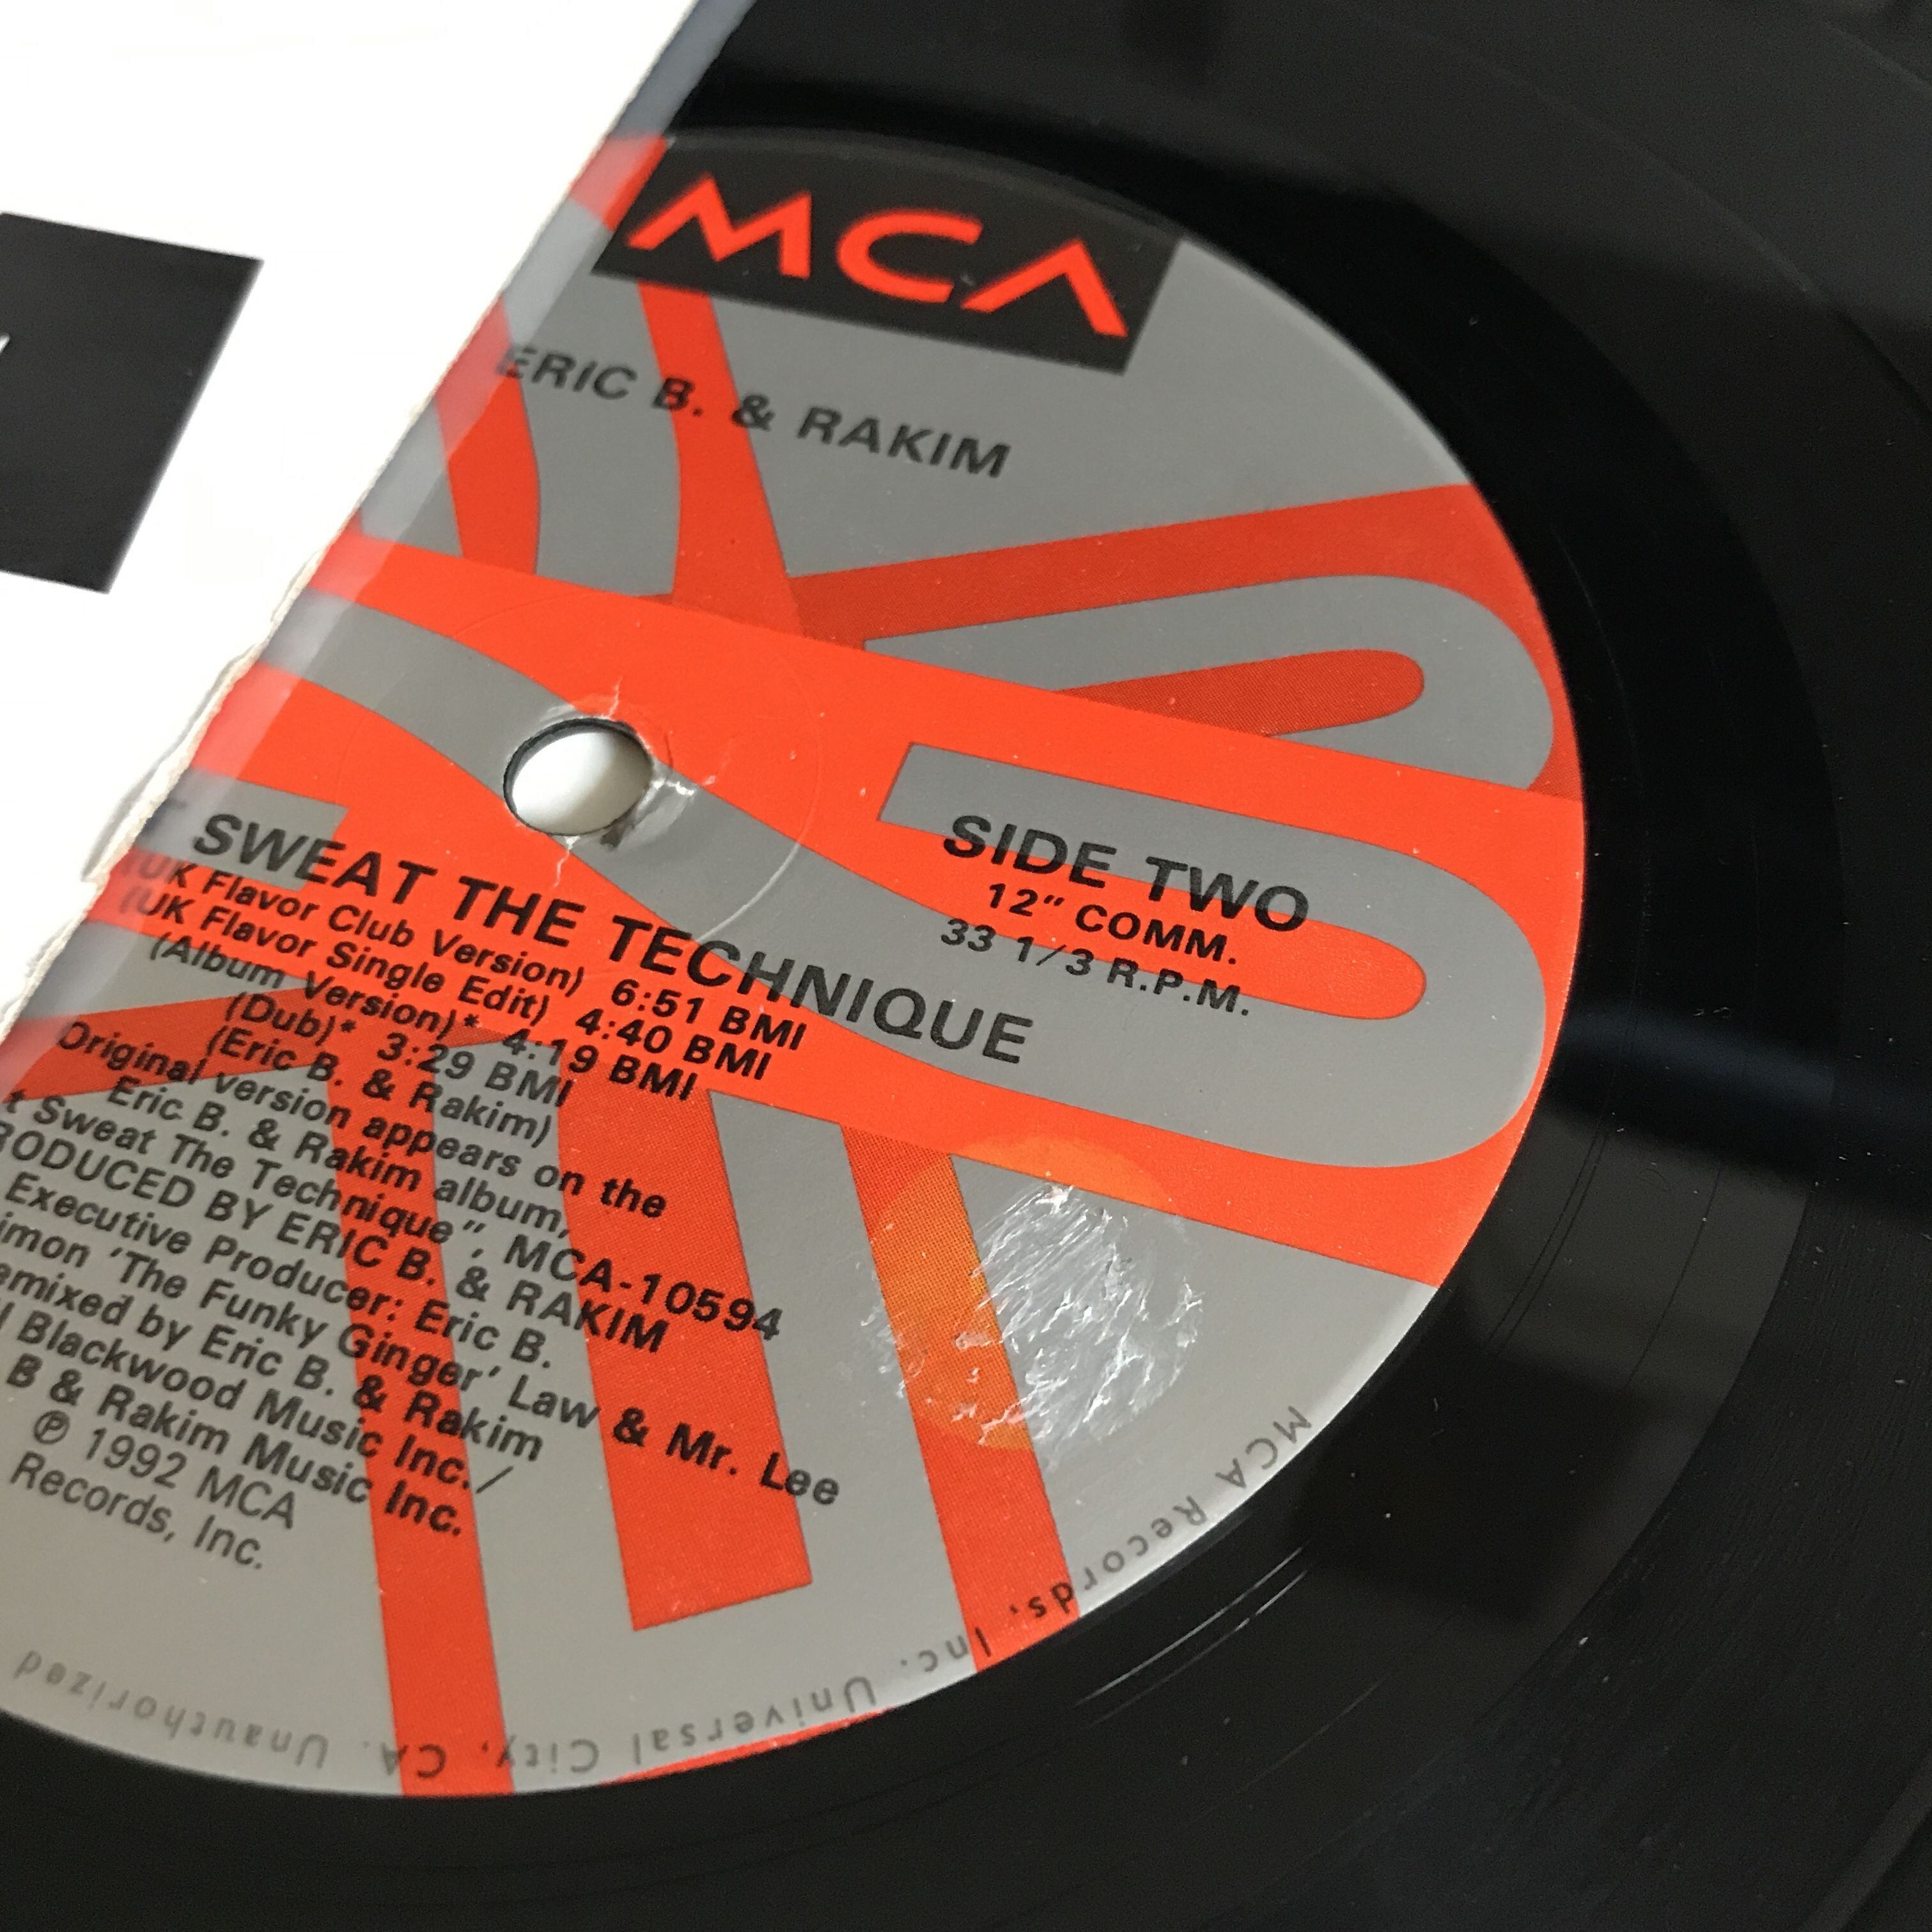 MCA
ERIC B. & RAKIM
SIDE TWO
12" COMM.
33 1/3 R.P.M.
T SWEAT THE TECHNIQUE
(UK Flavor Club Version) 6:51 BMI
(UK Flavor Single Edit) 4:40 BMI
(Album Version)* 4:19 BMI
(Dub)* 3:29 BMI
(Eric B. & Rakim)
Original version appears on the
Eric B. & Rakim album,
t Sweat The Technique", MCA-10594
RODUCED BY ERIC B. & RAKIM
Executive Producer: Eric B.
imon 'The Funky Ginger' Law & Mr. Lee
emixed by Eric B. & Rakim
l Blackwood Music Inc./
B & Rakim Music Inc.
℗ 1992 MCA
Records, Inc.
MCA Records, Inc. Universal City, CA. Unauthorized